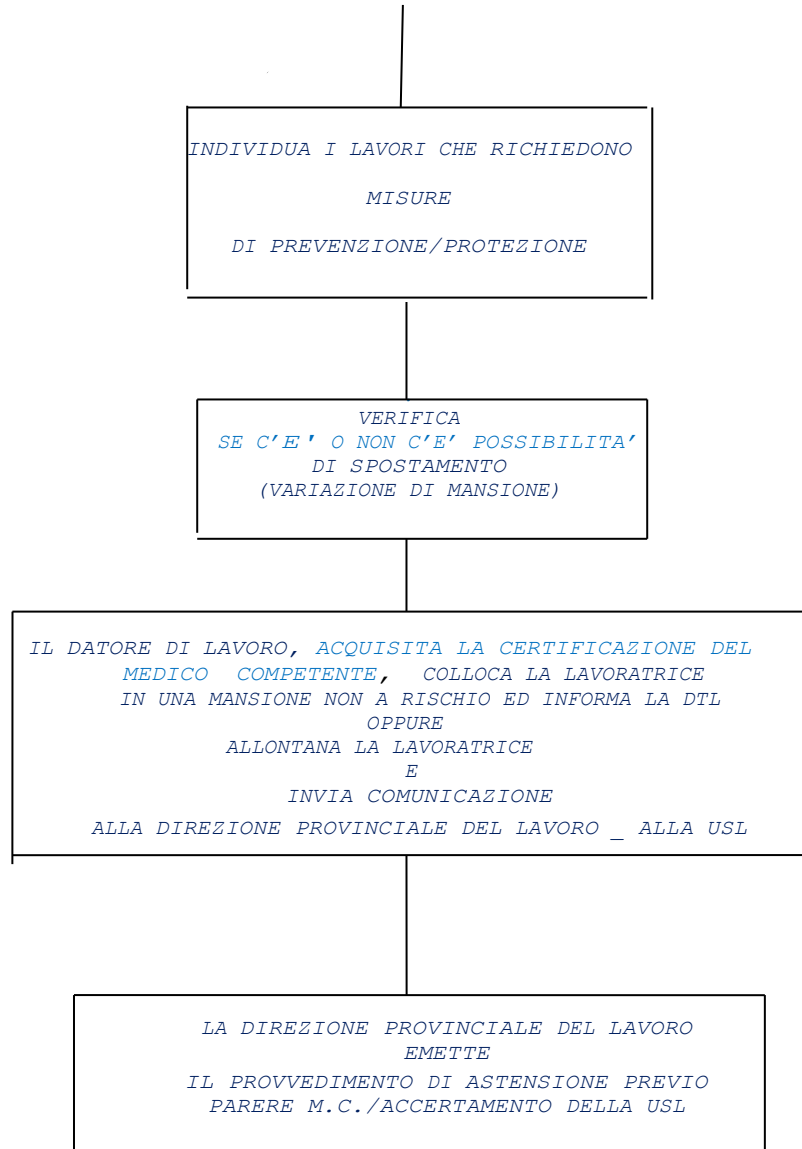 INDIVIDUA I LAVORI CHE RICHIEDONO
MISURE
DI PREVENZIONE/PROTEZIONE
VERIFICA
SE C'E' O NON C'E' POSSIBILITA'
DI SPOSTAMENTO
(VARIAZIONE DI MANSIONE)
IL DATORE DI LAVORO, ACQUISITA LA CERTIFICAZIONE DEL
MEDICO COMPETENTE, COLLOCA LA LAVORATRICE
IN UNA MANSIONE NON A RISCHIO ED INFORMA LA DTL
OPPURE
ALLONTANA LA LAVORATRICE
E
INVIA COMUNICAZIONE
ALLA DIREZIONE PROVINCIALE DEL LAVORO _ ALLA USL
LA DIREZIONE PROVINCIALE DEL LAVORO
EMETTE
IL PROVVEDIMENTO DI ASTENSIONE PREVIO
PARERE M.C./ACCERTAMENTO DELLA USL